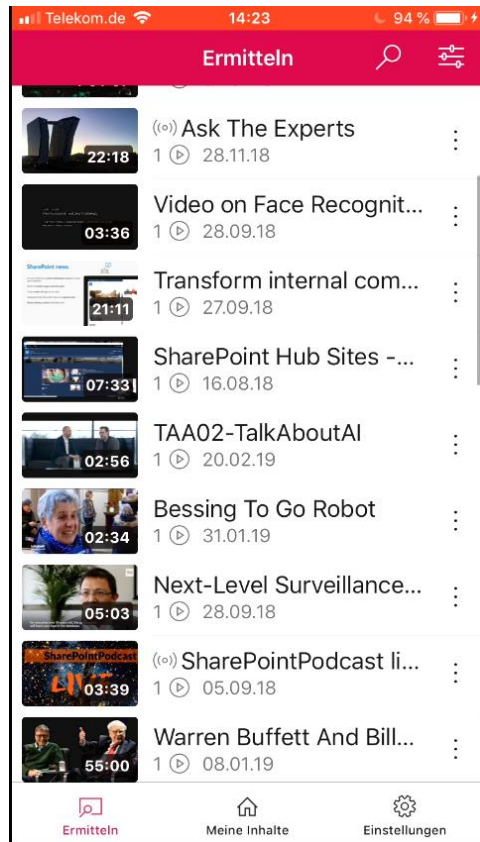 Telekom.de 14:23 94 %
Ermitteln
Ask The Experts
22:18
1 28.11.18
Video on Face Recognit...
03:36
1 28.09.18
SharePoint news
Transform internal com...
21:11
1 27.09.18
SharePoint Hub Sites -...
07:33
1 16.08.18
TAA02-TalkAboutAI
02:56
1 20.02.19
Bessing To Go Robot
02:34
1 31.01.19
Next-Level Surveillance...
05:03
1 28.09.18
SharePointPodcast
LIVE
SharePointPodcast li...
03:39
1 05.09.18
Warren Buffett And Bill...
55:00
1 08.01.19
Ermitteln Meine Inhalte Einstellungen